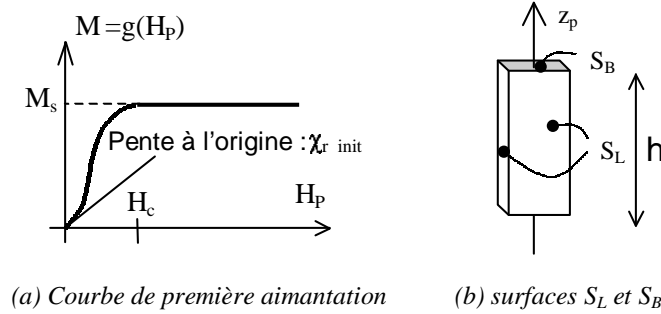 M = g(H_P)
M_s
Pente à l'origine : χ_r init
H_c
H_P
(a) Courbe de première aimantation
z_p
S_B
S_L
h
(b) surfaces S_L et S_B